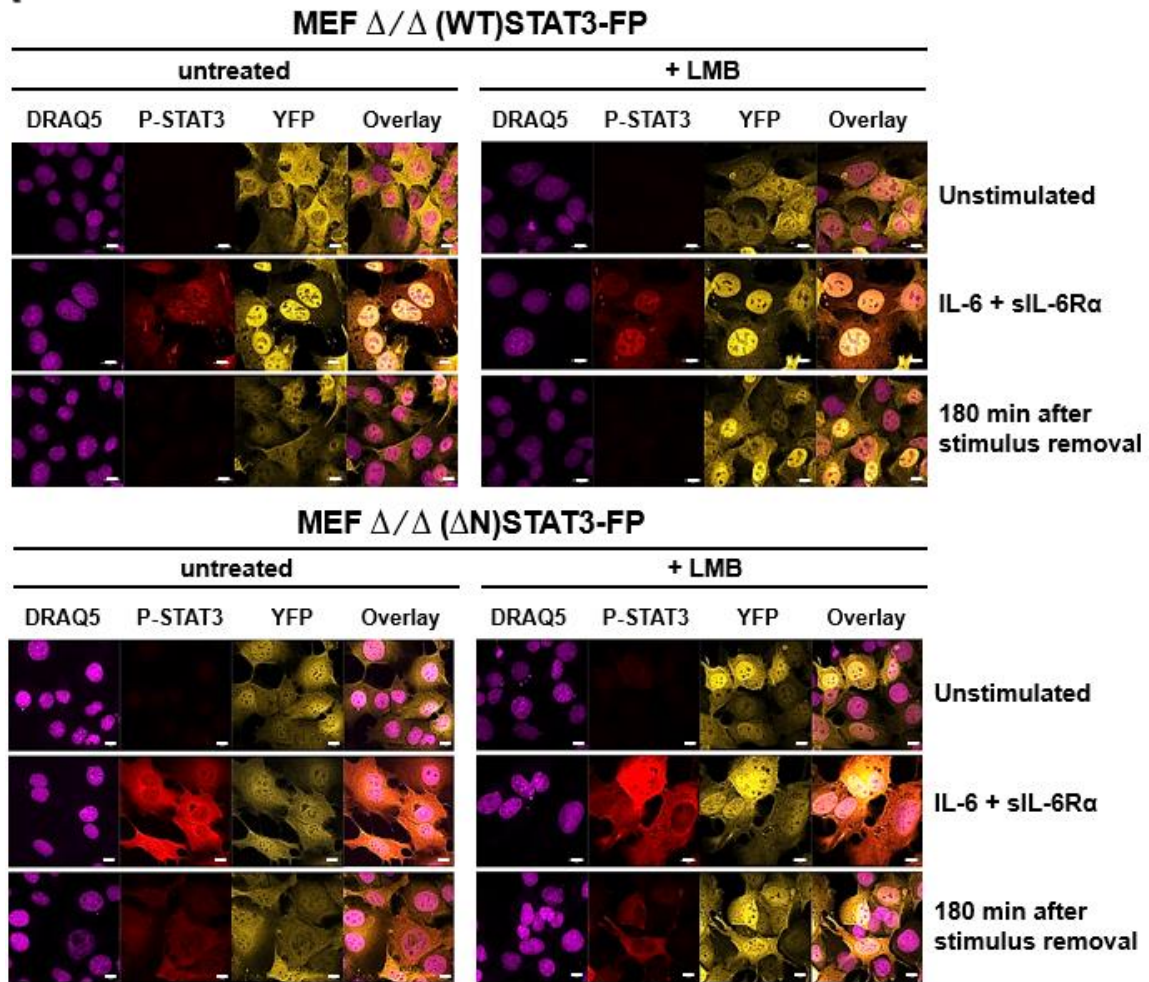 MEF Δ/Δ (WT)STAT3-FP
untreated
+ LMB
DRAQ5 P-STAT3 YFP Overlay
DRAQ5 P-STAT3 YFP Overlay
Unstimulated
IL-6 + sIL-6Rα
180 min after
stimulus removal
MEF Δ/Δ (ΔN)STAT3-FP
untreated
+ LMB
DRAQ5 P-STAT3 YFP Overlay
DRAQ5 P-STAT3 YFP Overlay
Unstimulated
IL-6 + sIL-6Rα
180 min after
stimulus removal